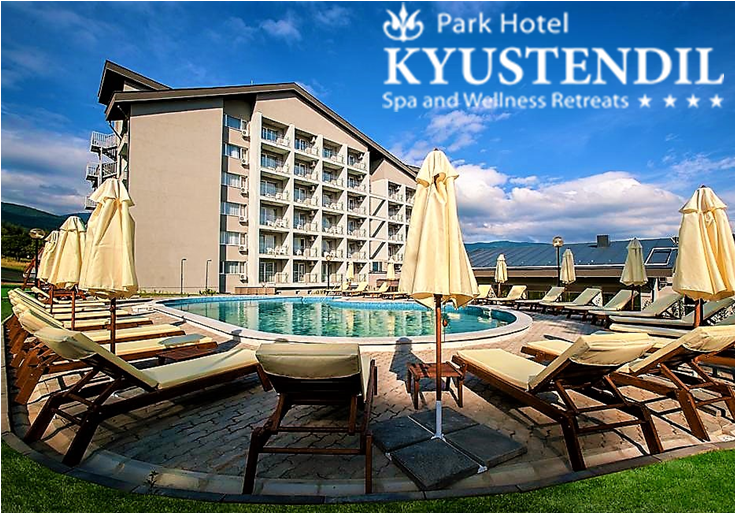 Park Hotel
KYUSTENDIL
Spa and Wellness Retreats ★★★★